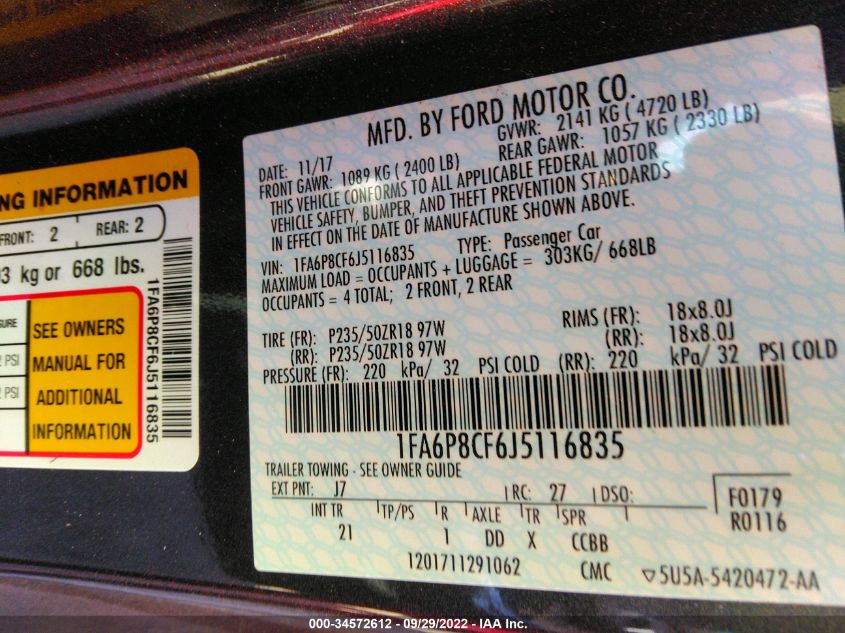 NG INFORMATION
FRONT: 2 REAR: 2
03 kg or 668 lbs.
SEE OWNERS
PSI MANUAL FOR
PSI ADDITIONAL
INFORMATION
1FA6P8CF6J5116835
MFD. BY FORD MOTOR CO.
DATE: 11/17 GVWR: 2141 KG ( 4720 LB)
FRONT GAWR: 1089 KG ( 2400 LB) REAR GAWR: 1057 KG ( 2330 LB)
THIS VEHICLE CONFORMS TO ALL APPLICABLE FEDERAL MOTOR
VEHICLE SAFETY, BUMPER, AND THEFT PREVENTION STANDARDS
IN EFFECT ON THE DATE OF MANUFACTURE SHOWN ABOVE.
VIN: 1FA6P8CF6J5116835 TYPE: Passenger Car
MAXIMUM LOAD = OCCUPANTS + LUGGAGE = 303KG/ 668LB
OCCUPANTS = 4 TOTAL; 2 FRONT, 2 REAR
TIRE (FR): P235/50ZR18 97W RIMS (FR): 18x8.0J
(RR): P235/50ZR18 97W (RR): 18x8.0J
PRESSURE (FR): 220 kPa/ 32 PSI COLD (RR): 220 kPa/ 32 PSI COLD
1FA6P8CF6J5116835
TRAILER TOWING - SEE OWNER GUIDE
EXT PNT: J7 RC: 27 DSO: F0179
INT TR TP/PS R AXLE TR SPR R0116
21 1 DD X CCBB
1201711291062 CMC 5U5A-5420472-AA
000-34572612 - 09/29/2022 - IAA Inc.